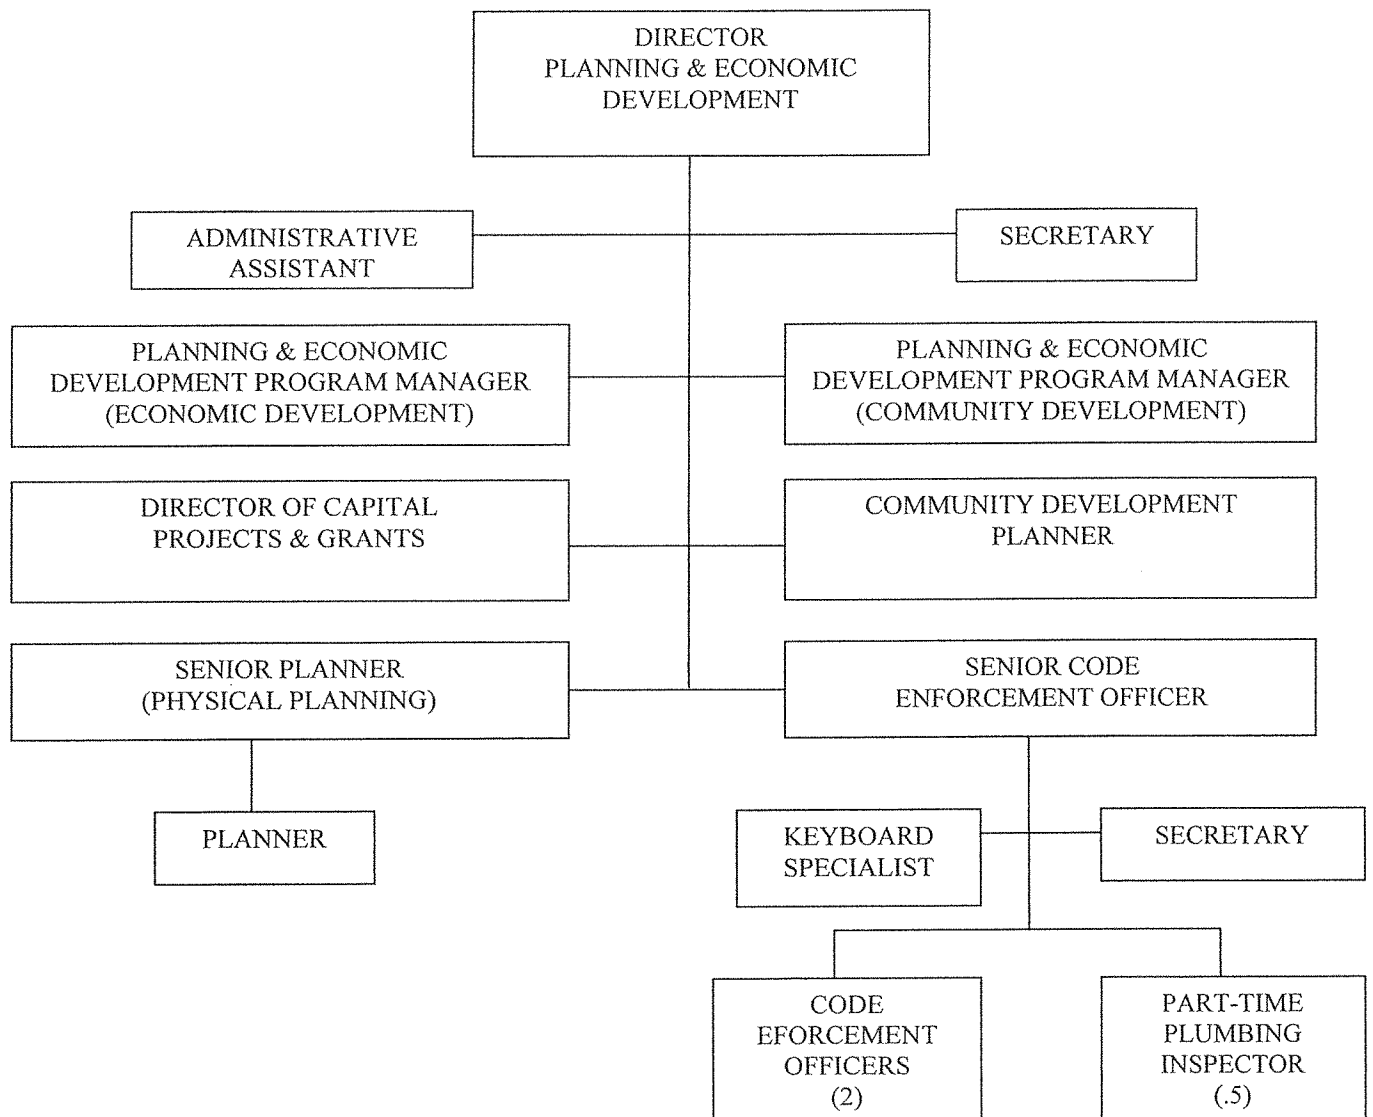 DIRECTOR
PLANNING & ECONOMIC
DEVELOPMENT
ADMINISTRATIVE
ASSISTANT
SECRETARY
PLANNING & ECONOMIC
DEVELOPMENT PROGRAM MANAGER
(ECONOMIC DEVELOPMENT)
PLANNING & ECONOMIC
DEVELOPMENT PROGRAM MANAGER
(COMMUNITY DEVELOPMENT)
DIRECTOR OF CAPITAL
PROJECTS & GRANTS
COMMUNITY DEVELOPMENT
PLANNER
SENIOR PLANNER
(PHYSICAL PLANNING)
SENIOR CODE
ENFORCEMENT OFFICER
PLANNER
KEYBOARD
SPECIALIST
SECRETARY
CODE
EFORCEMENT
OFFICERS
(2)
PART-TIME
PLUMBING
INSPECTOR
(.5)